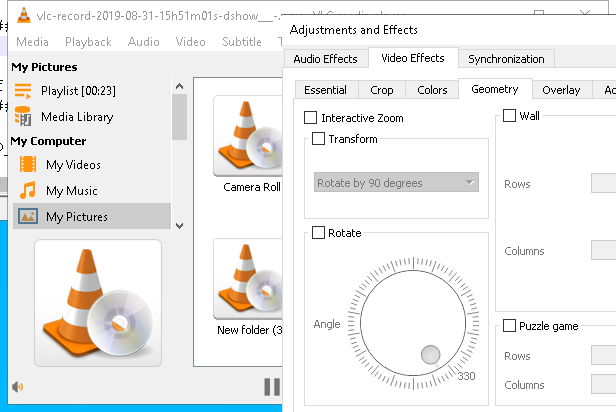 vlc-record-2019-08-31-15h51m01s-dshow__-.
Media Playback Audio Video Subtitle
My Pictures
Playlist [00:23]
Media Library
My Computer
My Videos
My Music
My Pictures
Camera Roll
New folder (3
Adjustments and Effects
Audio Effects Video Effects Synchronization
Essential Crop Colors Geometry Overlay
Interactive Zoom
Transform
Rotate by 90 degrees
Rotate
Angle
330
Wall
Rows
Columns
Puzzle game
Rows
Columns